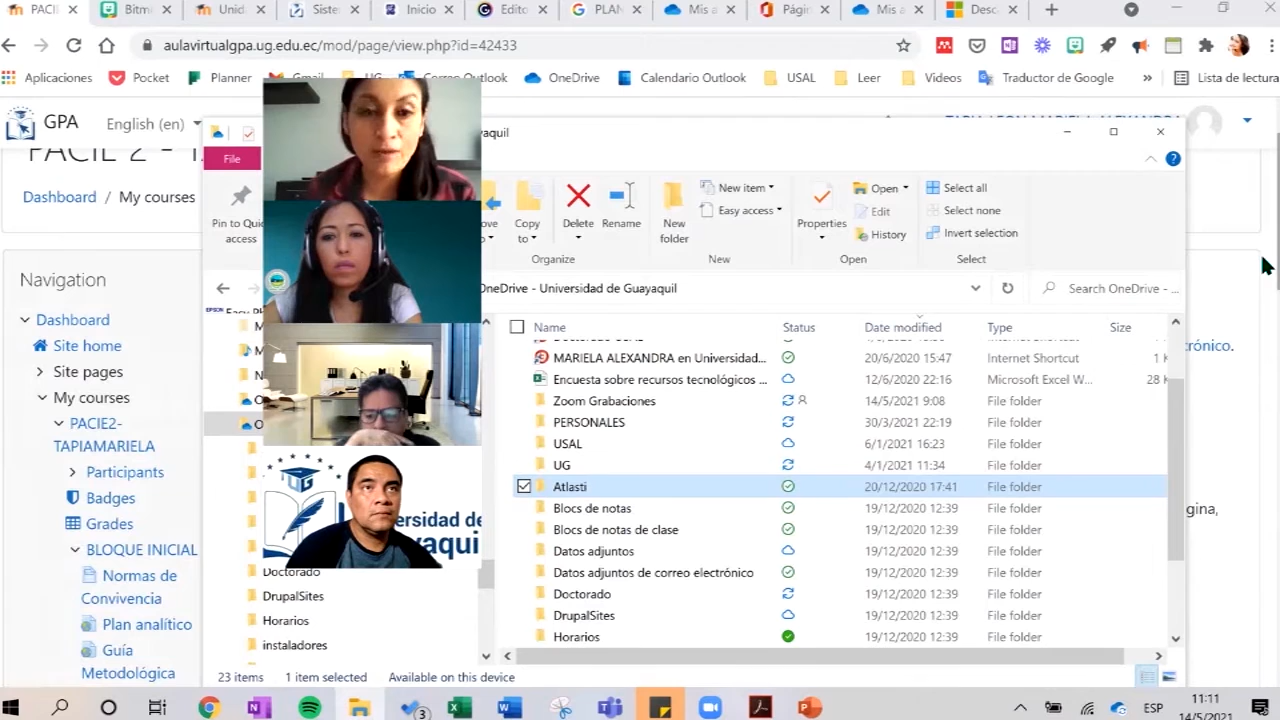 PACI
Bitm
Unid
Siste
Inicio
Edito
PLAN
Mis a
Págin
Mis a
Desc
aulavirtualgpa.ug.edu.ec/mod/page/view.php?id=42433
Aplicaciones
Pocket
Planner
Gmail
UG
Correo Outlook
OneDrive
Calendario Outlook
USAL
Leer
Videos
Traductor de Google
»
Lista de lectura
GPA
English (en)
PACIE 2 -
Dashboard / My courses
Navigation
Dashboard
Site home
Site pages
My courses
PACIE2-
TAPIAMARIELA
Participants
Badges
Grades
BLOQUE INICIAL
Normas de
Convivencia
Plan analítico
Guía
Metodológica
yaquil
File
Pin to Quic
access
Copy
to
Delete
Rename
New
folder
New item
Easy access
Properties
Open
Edit
History
Select all
Select none
Invert selection
Organize
New
Open
Select
OneDrive - Universidad de Guayaquil
Search OneDrive - ...
Name Status Date modified Type Size
MARIELA ALEXANDRA en Universidad... 20/6/2020 15:47 Internet Shortcut 1 K
Encuesta sobre recursos tecnológicos ... 12/6/2020 22:16 Microsoft Excel W... 28 K
Zoom Grabaciones 14/5/2021 9:08 File folder
PERSONALES 30/3/2021 22:19 File folder
USAL 6/1/2021 16:23 File folder
UG 4/1/2021 11:34 File folder
Atlasti 20/12/2020 17:41 File folder
Blocs de notas 19/12/2020 12:39 File folder
Blocs de notas de clase 19/12/2020 12:39 File folder
Datos adjuntos 19/12/2020 12:39 File folder
Datos adjuntos de correo electrónico 19/12/2020 12:39 File folder
Doctorado 19/12/2020 12:39 File folder
DrupalSites 19/12/2020 12:39 File folder
Horarios 19/12/2020 12:39 File folder
UG
ersidad de
yaquil
Doctorado
DrupalSites
Horarios
instaladores
23 items 1 item selected Available on this device
ctrónico.
gina,
3
ESP
11:11
14/5/2021